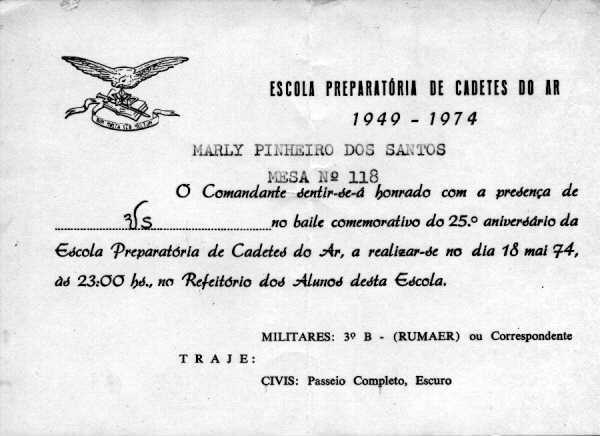 ESCOLA PREPARATÓRIA DE CADETES DO AR
1949 - 1974
MARLY PINHEIRO DOS SANTOS
MESA Nº 118
O Comandante sentir-se-á honrado com a presença de
no baile comemorativo do 25.º aniversário da
Escola Preparatória de Cadetes do Ar, a realizar-se no dia 18 mai 74,
às 23:00 hs., no Refeitório dos Alunos desta Escola.
MILITARES: 3º B - (RUMAER) ou Correspondente
TRAJE:
CIVIS: Passeio Completo, Escuro